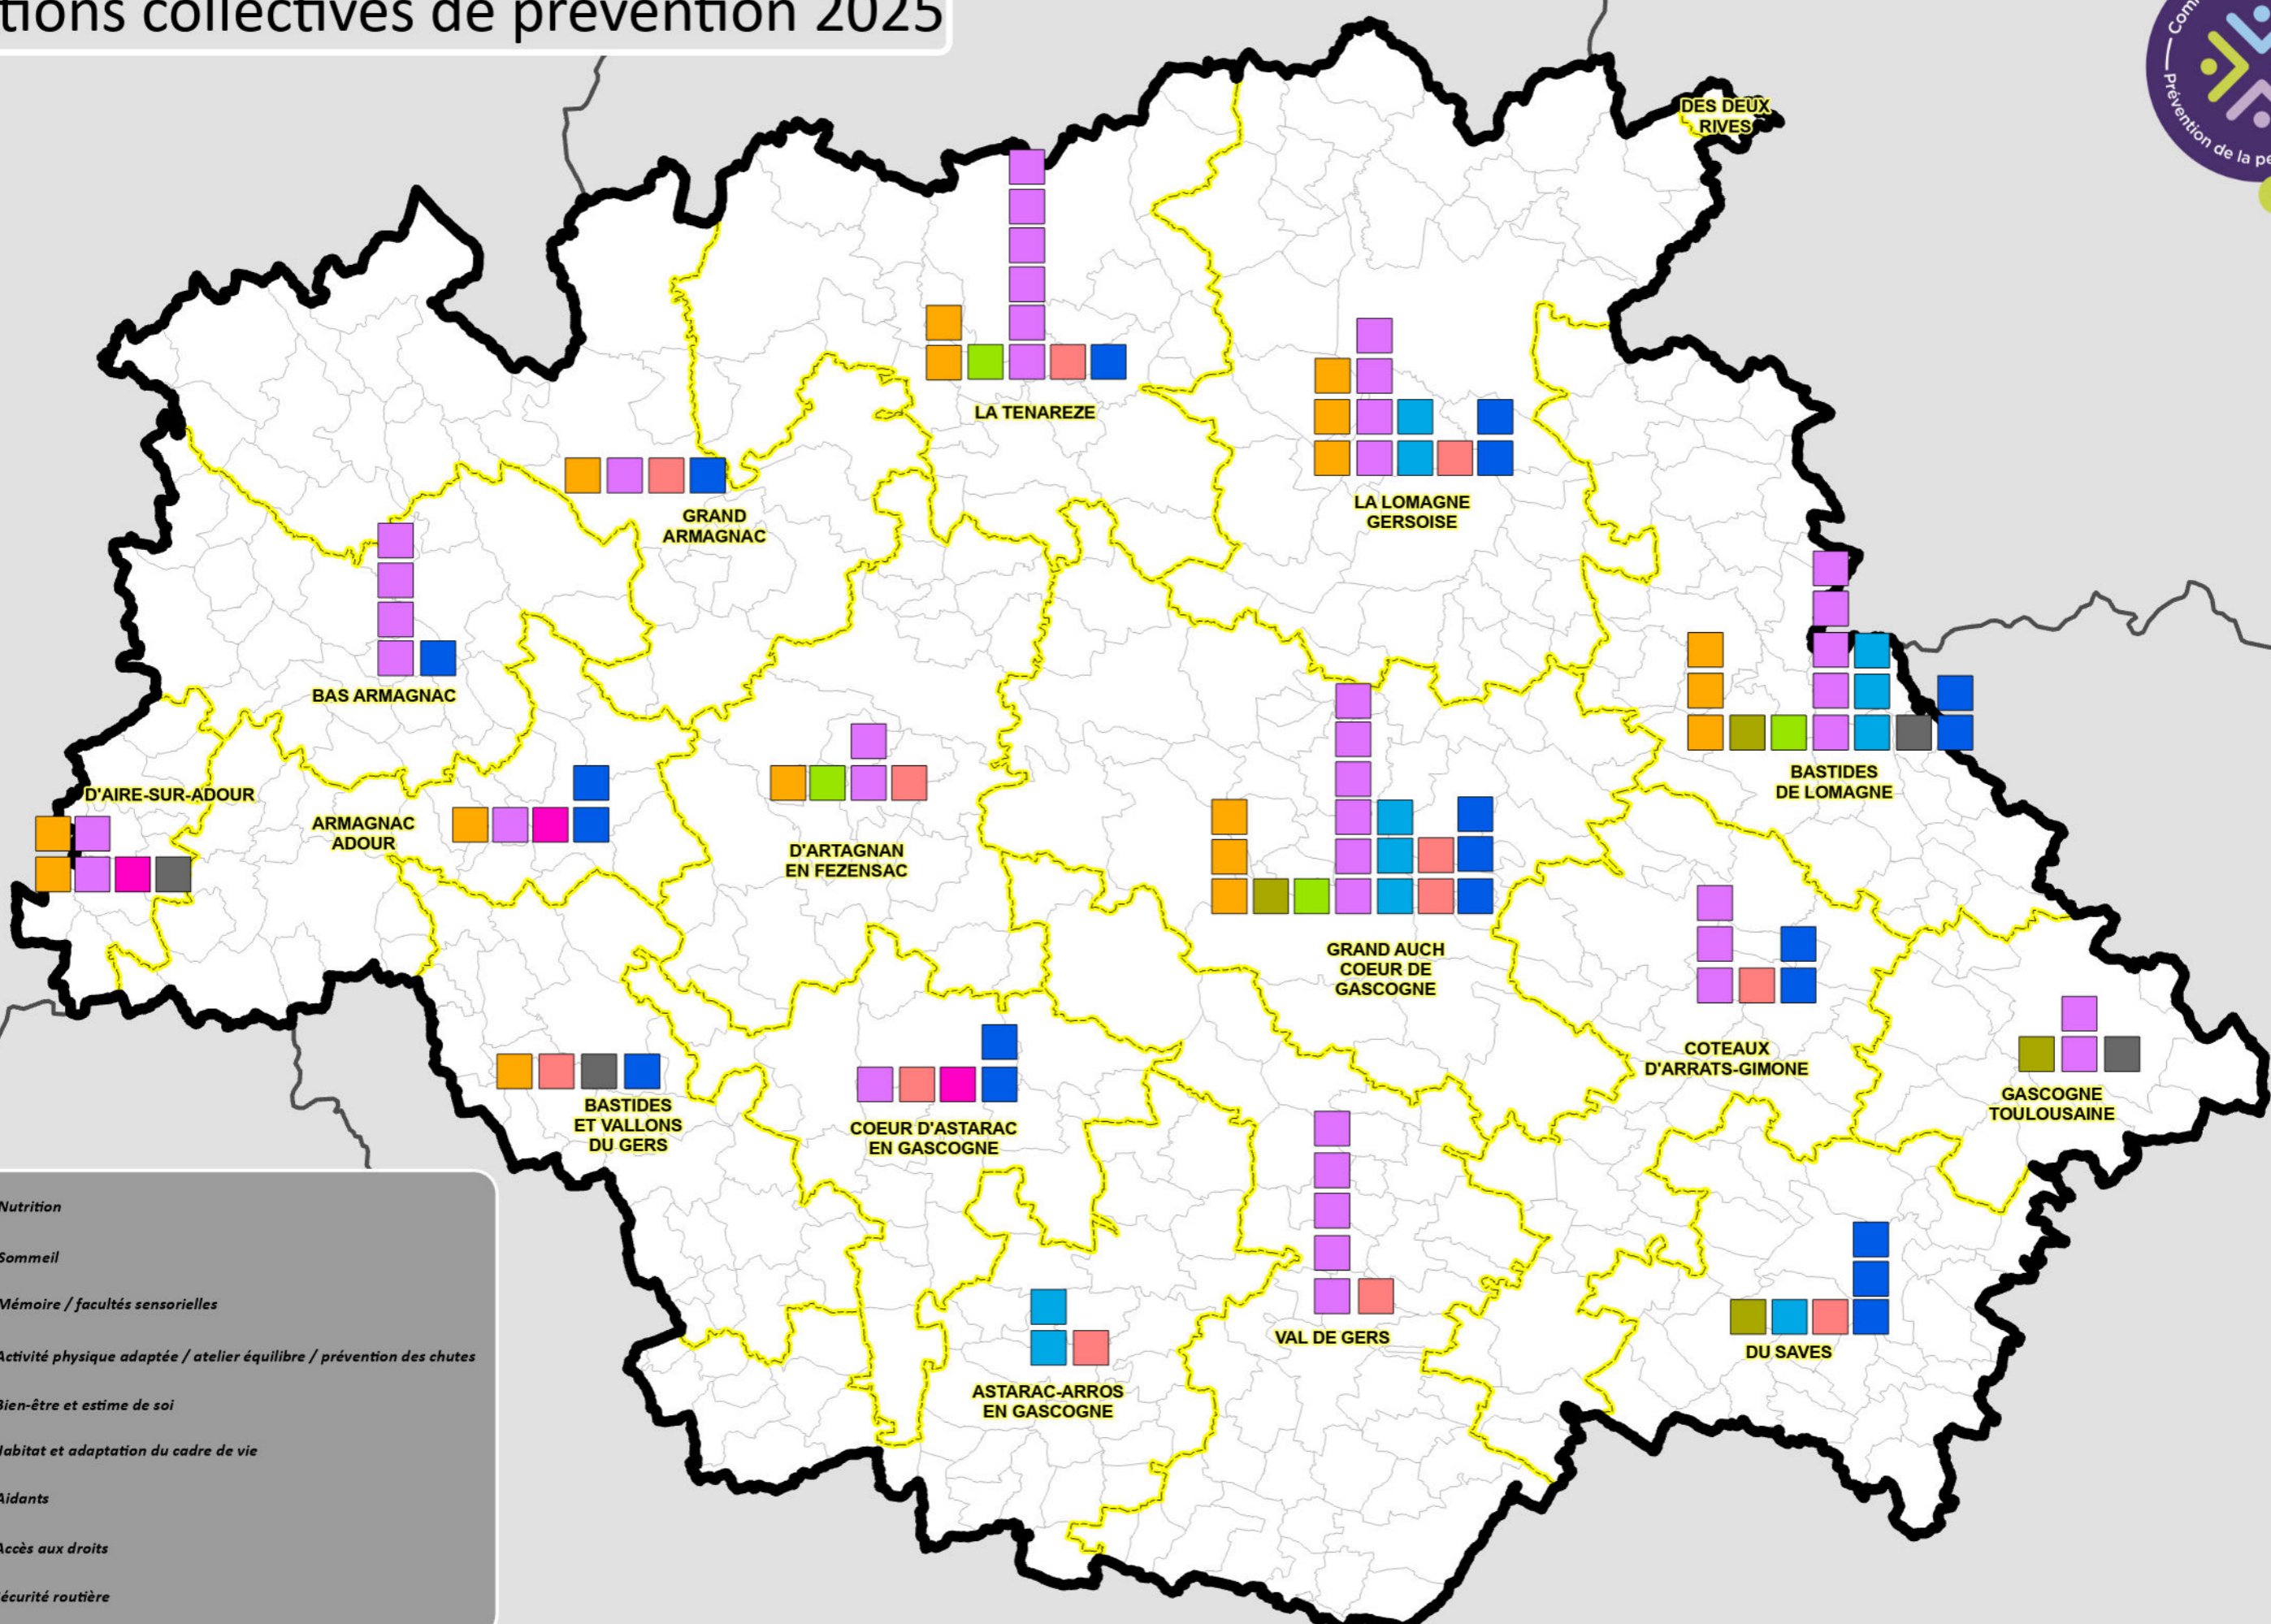 tions collectives de prévention 2025
Com
Prévention de la pe
DES DEUX
RIVES
LA TENAREZE
LA LOMAGNE
GERSOISE
GRAND
ARMAGNAC
BAS ARMAGNAC
BASTIDES
DE LOMAGNE
D'AIRE-SUR-ADOUR
ARMAGNAC
ADOUR
D'ARTAGNAN
EN FEZENSAC
GRAND AUCH
COEUR DE
GASCOGNE
COTEAUX
D'ARRATS-GIMONE
GASCOGNE
TOULOUSAINE
BASTIDES
ET VALLONS
DU GERS
COEUR D'ASTARAC
EN GASCOGNE
VAL DE GERS
DU SAVES
ASTARAC-ARROS
EN GASCOGNE
Nutrition
Sommeil
Mémoire / facultés sensorielles
Activité physique adaptée / atelier équilibre / prévention des chutes
Bien-être et estime de soi
Habitat et adaptation du cadre de vie
Aidants
Accès aux droits
écurité routière